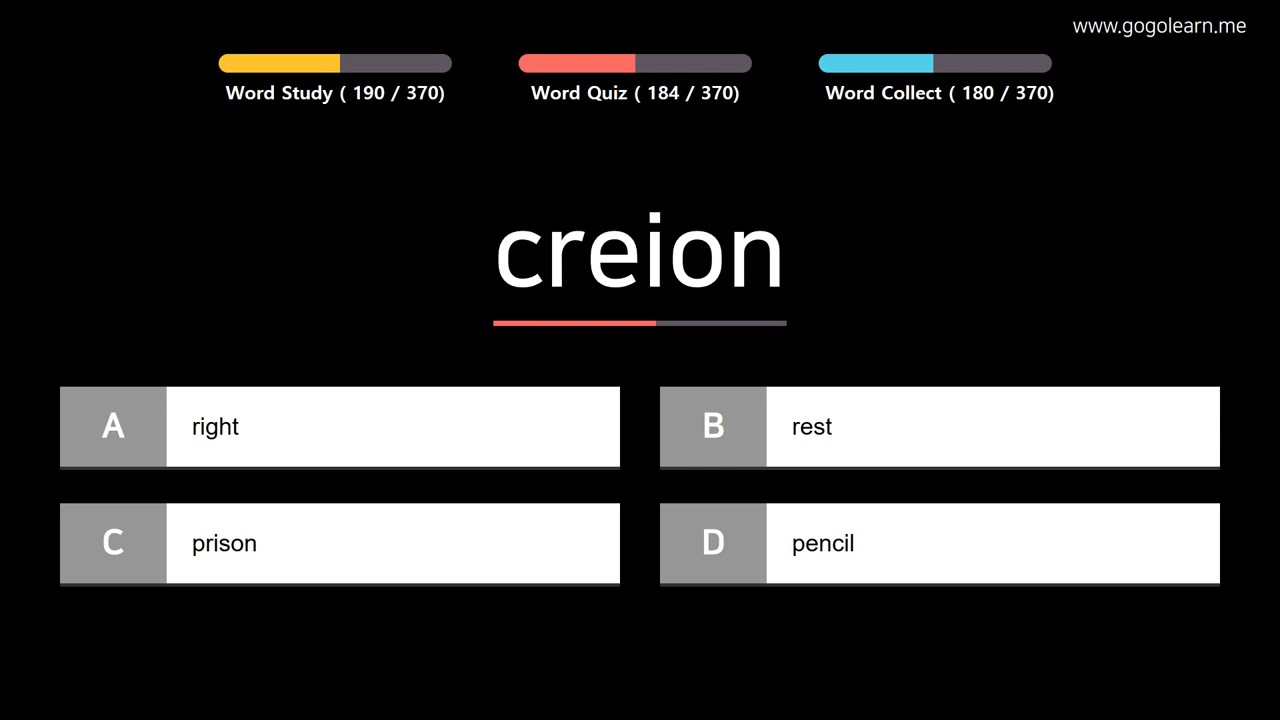 www.gogolearn.me
Word Study ( 190 / 370)
Word Quiz ( 184 / 370)
Word Collect ( 180 / 370)
creion
A right
B rest
C prison
D pencil